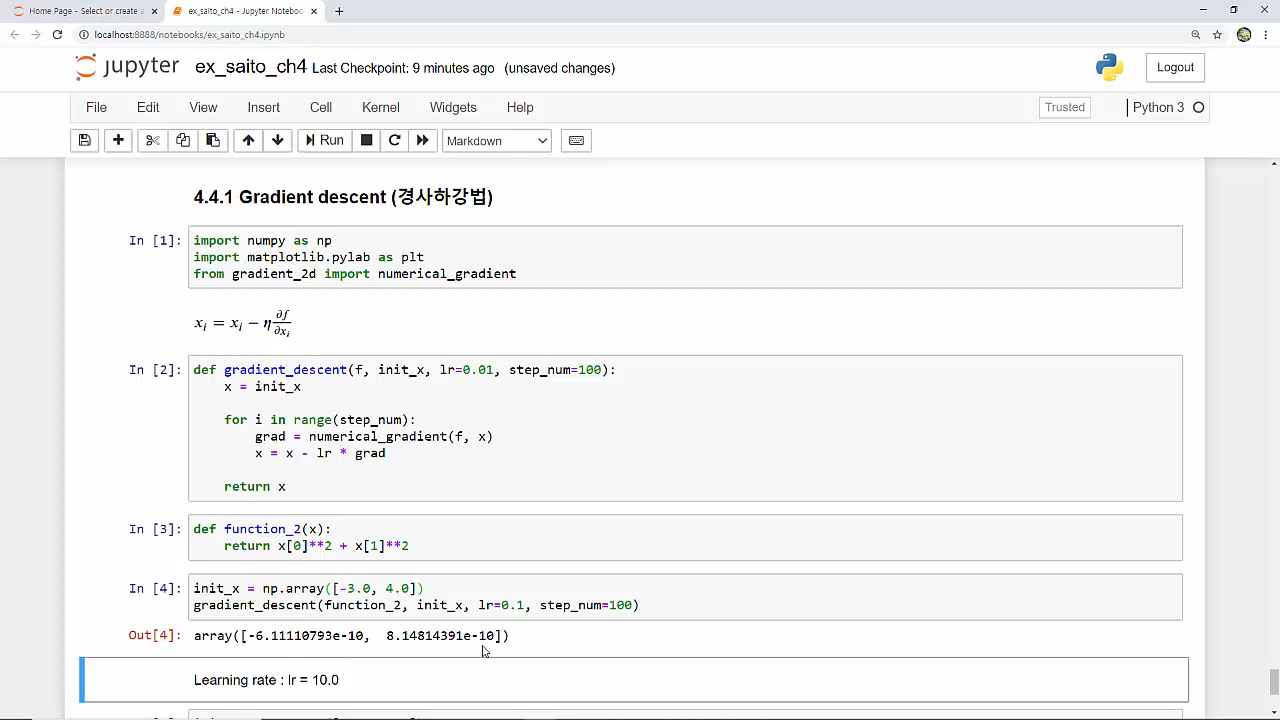 Home Page - Select or create a
ex_saito_ch4 - Jupyter Noteboo
localhost:8888/notebooks/ex_saito_ch4.ipynb
jupyter ex_saito_ch4 Last Checkpoint: 9 minutes ago (unsaved changes) Logout
File Edit View Insert Cell Kernel Widgets Help Trusted Python 3
Run Markdown
4.4.1 Gradient descent (경사하강법)
In [1]: import numpy as np
import matplotlib.pylab as plt
from gradient_2d import numerical_gradient
xᵢ = xᵢ − η ∂f/∂xᵢ
In [2]: def gradient_descent(f, init_x, lr=0.01, step_num=100):
x = init_x
for i in range(step_num):
grad = numerical_gradient(f, x)
x = x - lr * grad
return x
In [3]: def function_2(x):
return x[0]**2 + x[1]**2
In [4]: init_x = np.array([-3.0, 4.0])
gradient_descent(function_2, init_x, lr=0.1, step_num=100)
Out[4]: array([-6.11110793e-10, 8.14814391e-10])
Learning rate : lr = 10.0